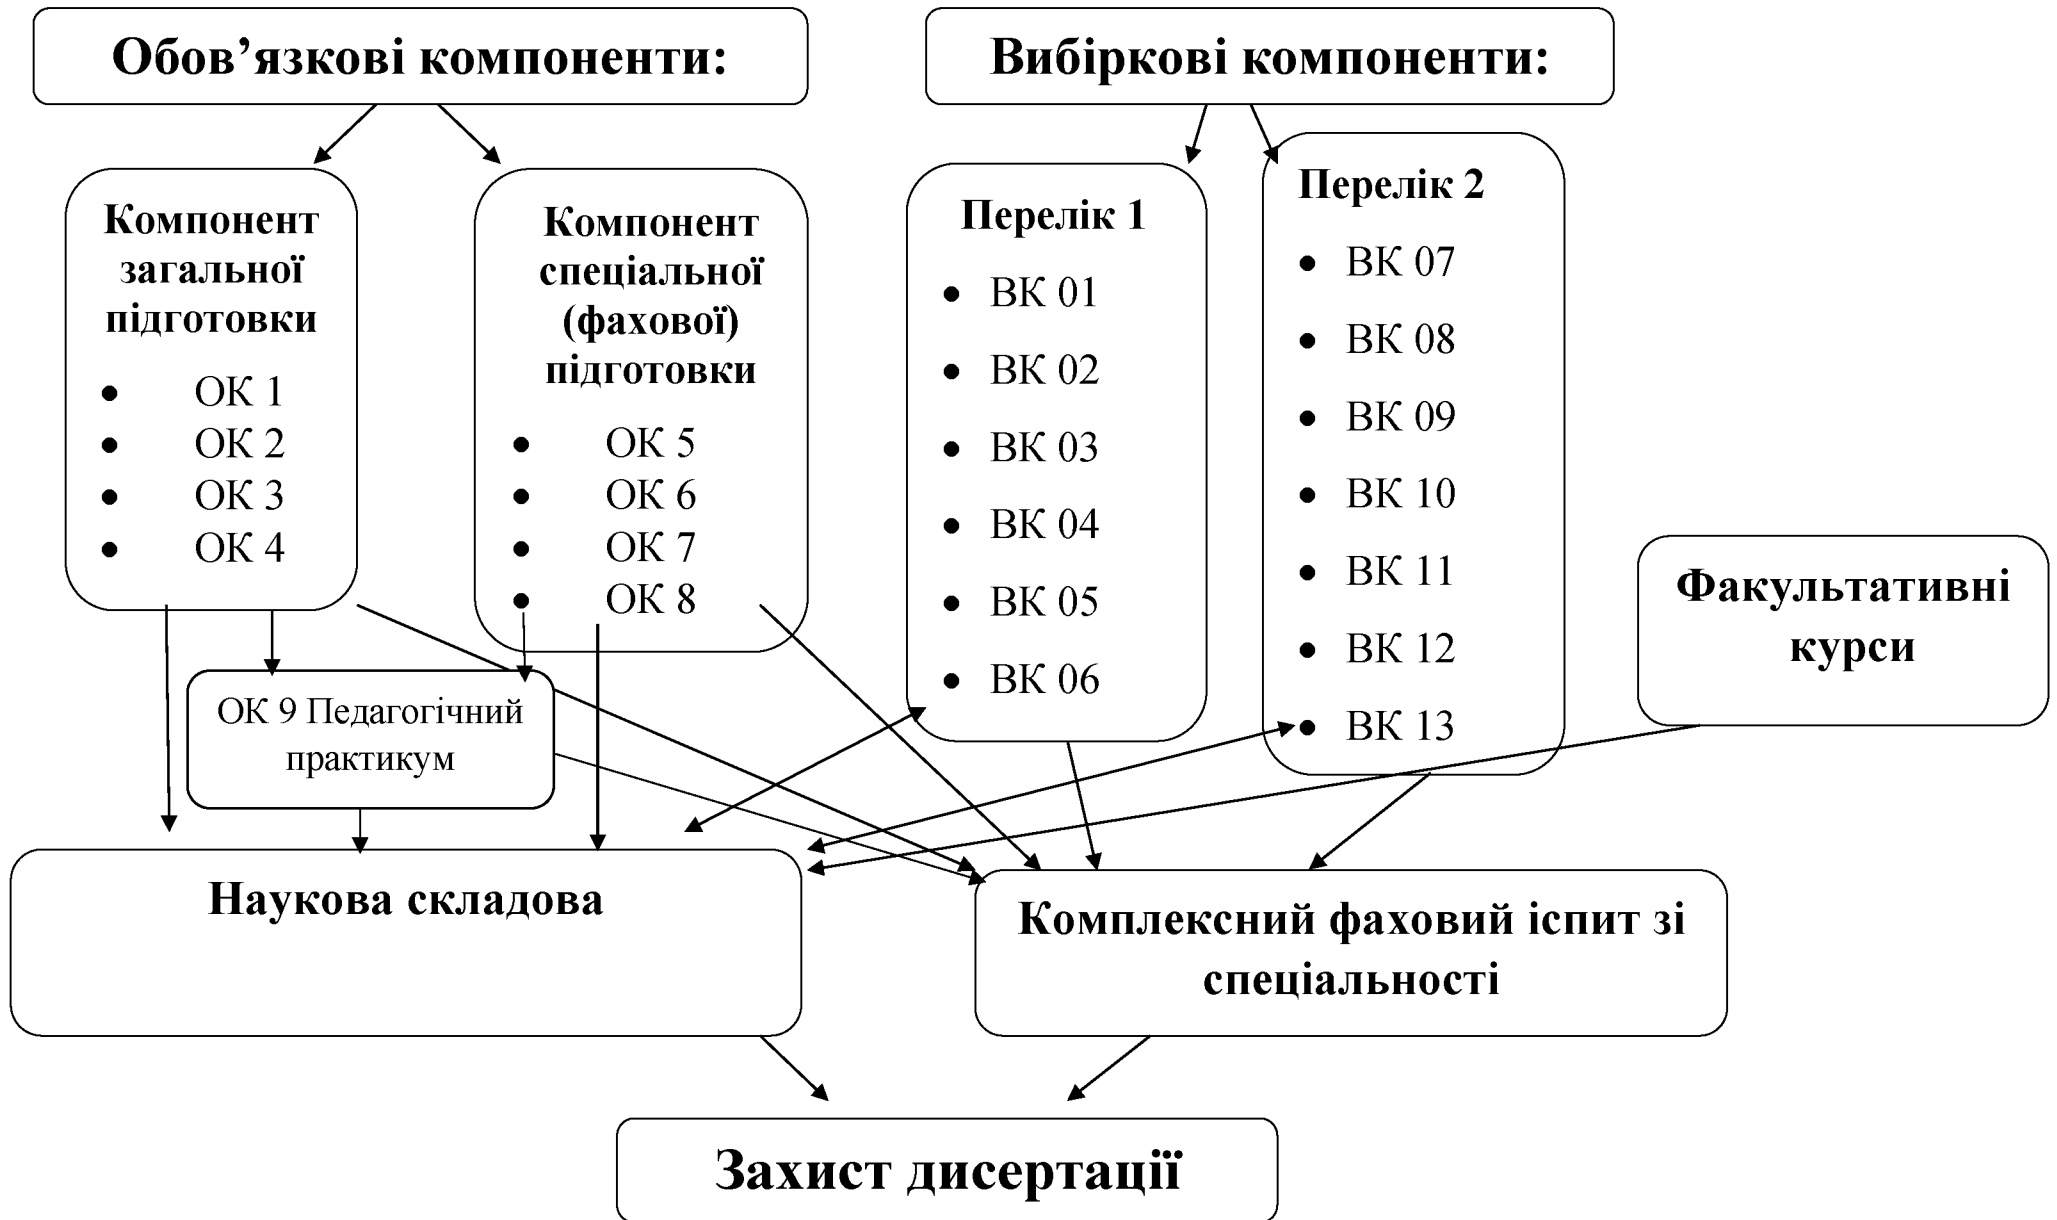 Обов’язкові компоненти:
Вибіркові компоненти:
Компонент
загальної
підготовки
• ОК 1
• ОК 2
• ОК 3
• ОК 4
Компонент
спеціальної
(фахової)
підготовки
• ОК 5
• ОК 6
• ОК 7
• ОК 8
Перелік 1
• ВК 01
• ВК 02
• ВК 03
• ВК 04
• ВК 05
• ВК 06
Перелік 2
• ВК 07
• ВК 08
• ВК 09
• ВК 10
• ВК 11
• ВК 12
• ВК 13
Факультативні
курси
ОК 9 Педагогічний
практикум
Наукова складова
Комплексний фаховий іспит зі
спеціальності
Захист дисертації